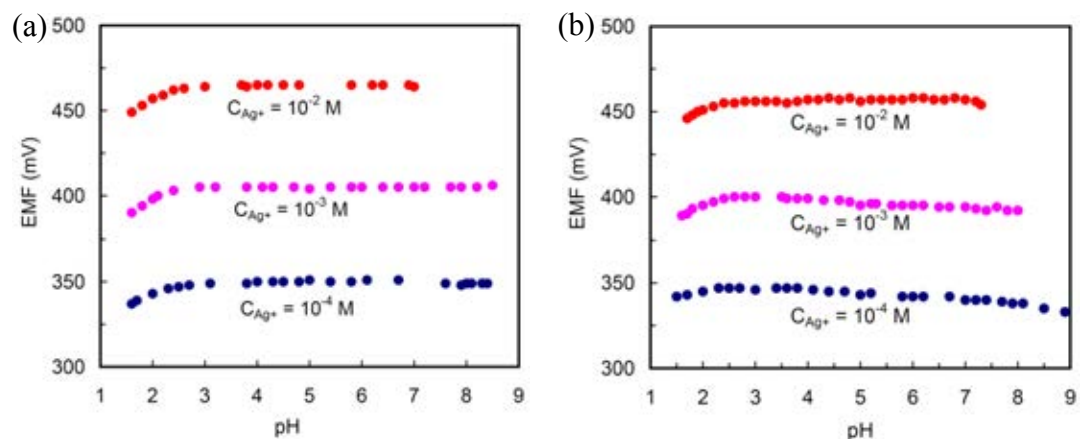 (a)
500
450
400
350
300
EMF (mV)
C_Ag+ = 10^-2 M
C_Ag+ = 10^-3 M
C_Ag+ = 10^-4 M
1 2 3 4 5 6 7 8 9
pH
(b)
500
450
400
350
300
EMF (mV)
C_Ag+ = 10^-2 M
C_Ag+ = 10^-3 M
C_Ag+ = 10^-4 M
1 2 3 4 5 6 7 8 9
pH